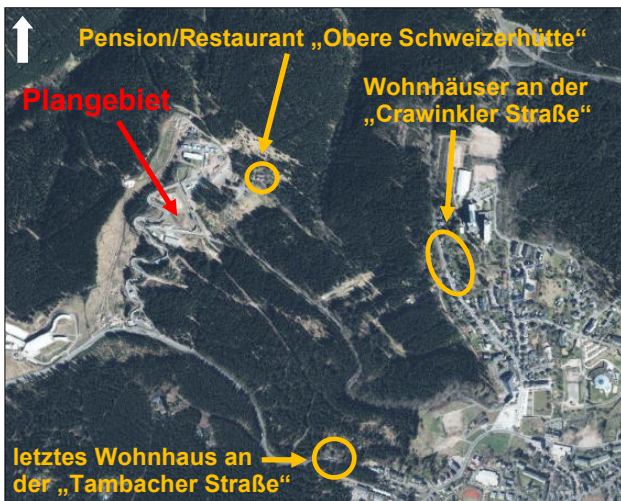 Pension/Restaurant „Obere Schweizerhütte“
Plangebiet
Wohnhäuser an der
„Crawinkler Straße“
letztes Wohnhaus an
der „Tambacher Straße“